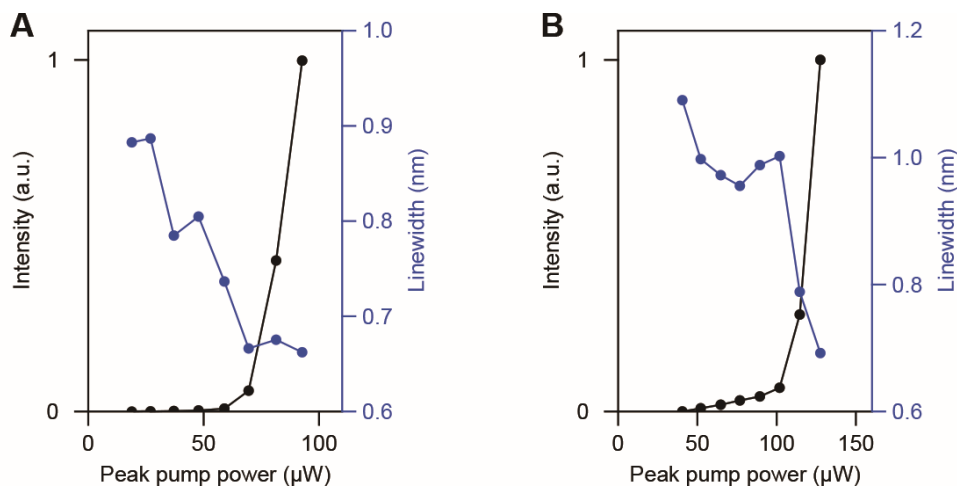 A
1
0
Intensity (a.u.)
1.0
0.9
0.8
0.7
0.6
Linewidth (nm)
0
50
100
Peak pump power (µW)
B
1
0
Intensity (a.u.)
1.2
1.0
0.8
0.6
Linewidth (nm)
0
50
100
150
Peak pump power (µW)